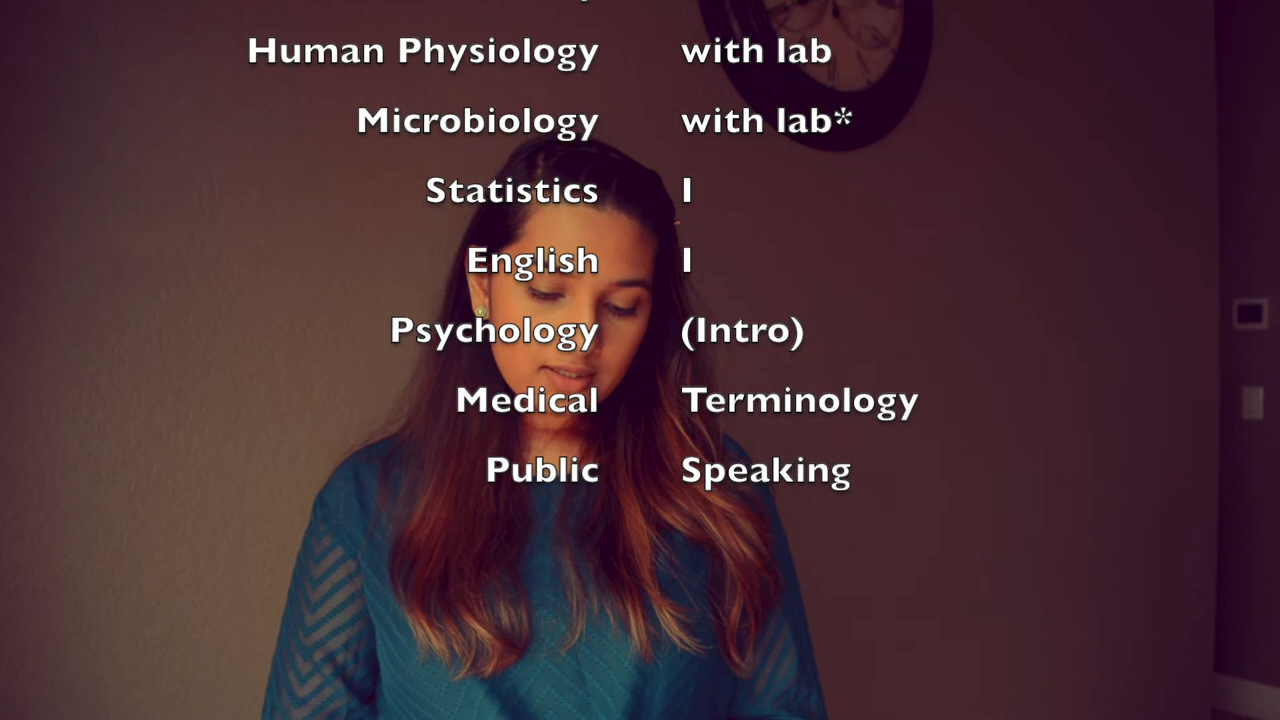 Human Physiology with lab
Microbiology with lab*
Statistics I
English I
Psychology (Intro)
Medical Terminology
Public Speaking